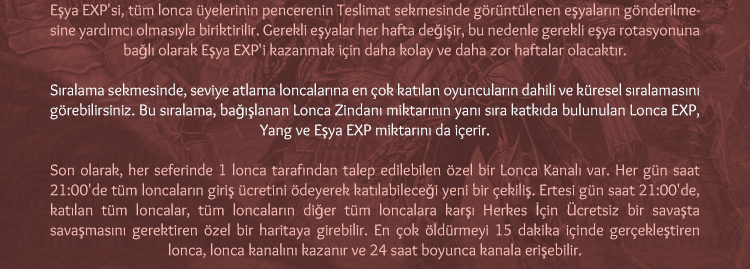 Eşya EXP'si, tüm lonca üyelerinin pencerenin Teslimat sekmesinde görüntülenen eşyaların gönderilme-
sine yardımcı olmasıyla biriktirilir. Gerekli eşyalar her hafta değişir, bu nedenle gerekli eşya rotasyonuna
bağlı olarak Eşya EXP'i kazanmak için daha kolay ve daha zor haftalar olacaktır.
Sıralama sekmesinde, seviye atlama loncalarına en çok katılan oyuncuların dahili ve küresel sıralamasını
görebilirsiniz. Bu sıralama, bağışlanan Lonca Zindanı miktarının yanı sıra katkıda bulunulan Lonca EXP,
Yang ve Eşya EXP miktarını da içerir.
Son olarak, her seferinde 1 lonca tarafından talep edilebilen özel bir Lonca Kanalı var. Her gün saat
21:00'de tüm loncaların giriş ücretini ödeyerek katılabileceği yeni bir çekiliş. Ertesi gün saat 21:00'de,
katılan tüm loncalar, tüm loncaların diğer tüm loncalara karşı Herkes İçin Ücretsiz bir savaşta
savaşmasını gerektiren özel bir haritaya girebilir. En çok öldürmeyi 15 dakika içinde gerçekleştiren
lonca, lonca kanalını kazanır ve 24 saat boyunca kanala erişebilir.